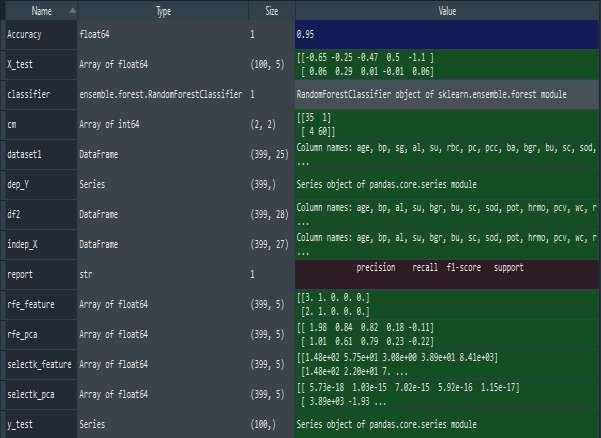 Name Type Size Value
Accuracy float64 1 0.95
X_test Array of float64 (100, 5) [[-0.65 -0.25 -0.47 0.5 -1.1 ]
[ 0.06 0.29 0.01 -0.01 0.06]
classifier ensemble.forest.RandomForestClassifier 1 RandomForestClassifier object of sklearn.ensemble.forest module
cm Array of int64 (2, 2) [[35 1]
[ 4 60]]
dataset1 DataFrame (399, 25) Column names: age, bp, sg, al, su, rbc, pc, pcc, ba, bgr, bu, sc, sod,
...
dep_Y Series (399,) Series object of pandas.core.series module
df2 DataFrame (399, 28) Column names: age, bp, al, su, bgr, bu, sc, sod, pot, hrmo, pcv, wc, r
...
indep_X DataFrame (399, 27) Column names: age, bp, al, su, bgr, bu, sc, sod, pot, hrmo, pcv, wc, r
...
report str 1 precision recall f1-score support
rfe_feature Array of float64 (399, 5) [[3. 1. 0. 0. 0.]
[2. 1. 0. 0. 0.]
rfe_pca Array of float64 (399, 5) [[ 1.98 0.84 0.82 0.18 -0.11]
[ 1.01 0.61 0.79 0.23 -0.22]
selectk_feature Array of float64 (399, 5) [[1.48e+02 5.75e+01 3.08e+00 3.89e+01 8.41e+03]
[1.48e+02 2.20e+01 7. ...
selectk_pca Array of float64 (399, 5) [[ 5.73e-18 1.03e-15 7.02e-15 5.92e-16 1.15e-17]
[ 3.89e+03 -1.93 ...
y_test Series (100,) Series object of pandas.core.series module